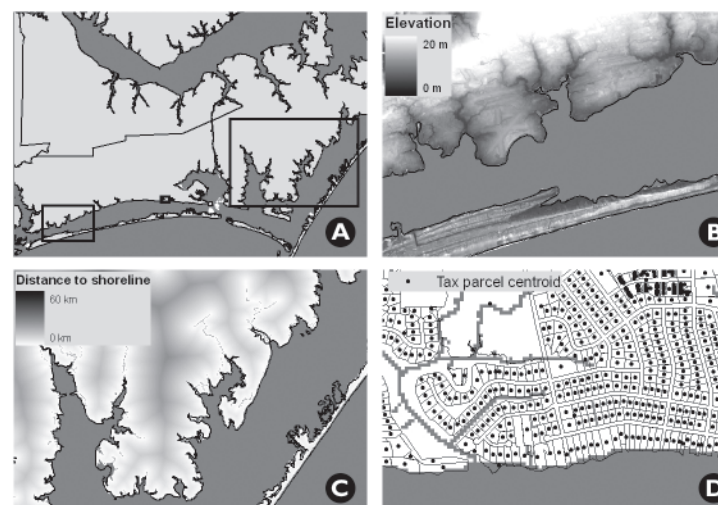 A
Elevation
20 m
0 m
B
Distance to shoreline
60 km
0 km
C
Tax parcel centroid
D